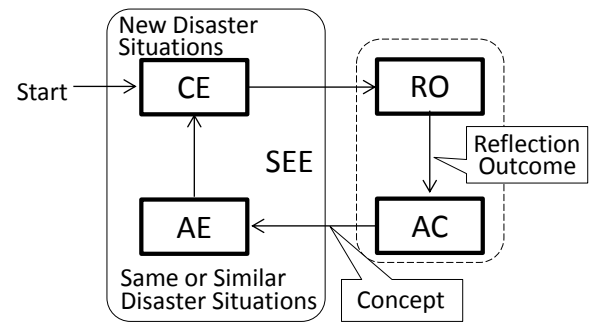 New Disaster
Situations
Start
CE
RO
SEE
Reflection
Outcome
AE
AC
Same or Similar
Disaster Situations
Concept